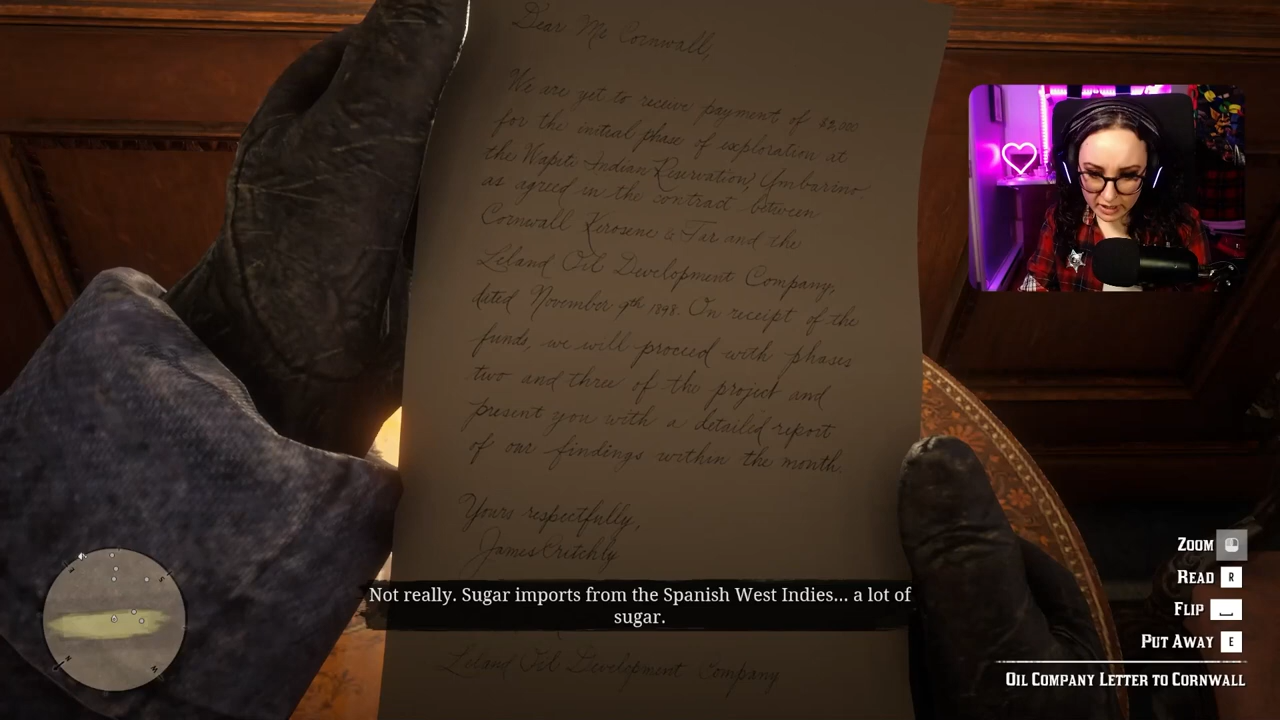 Dear Mr Cornwall,
We are yet to receive payment of
for the initial phase of exploration at
the Wapiti Indian Reservation, Ambarino
as agreed in the contract between
Cornwall Kerosene & Tar and the
Leland Oil Development Company,
dated November 9th 1898. On receipt of the
funds, we will proceed with phases
two and three of the project and
present you with a detailed report
of our findings within the month.
Yours respectfully,
James Critchly
Not really. Sugar imports from the Spanish West Indies... a lot of
sugar.
Leland Oil Development Company
ZOOM
READ R
FLIP
PUT AWAY E
OIL COMPANY LETTER TO CORNWALL